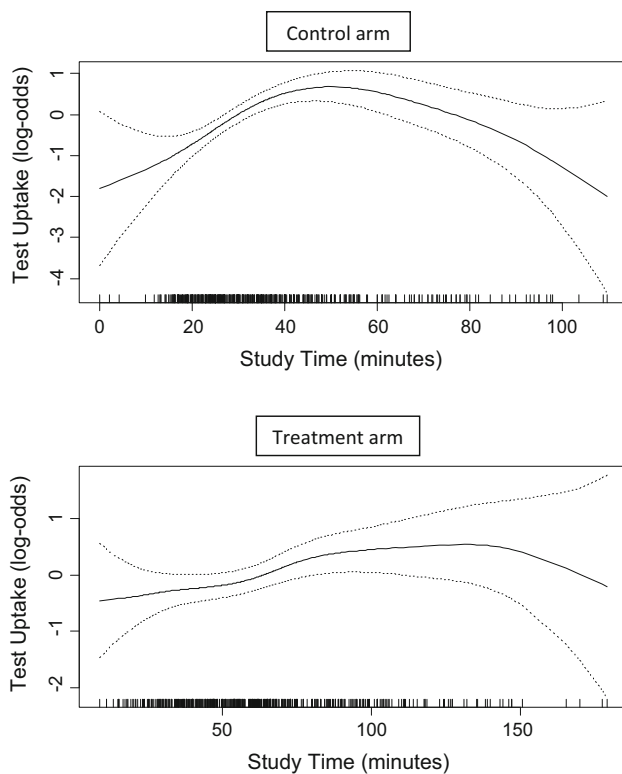 Control arm
Test Uptake (log-odds)
1
0
-1
-2
-3
-4
0 20 40 60 80 100
Study Time (minutes)
Treatment arm
Test Uptake (log-odds)
1
0
-1
-2
50 100 150
Study Time (minutes)